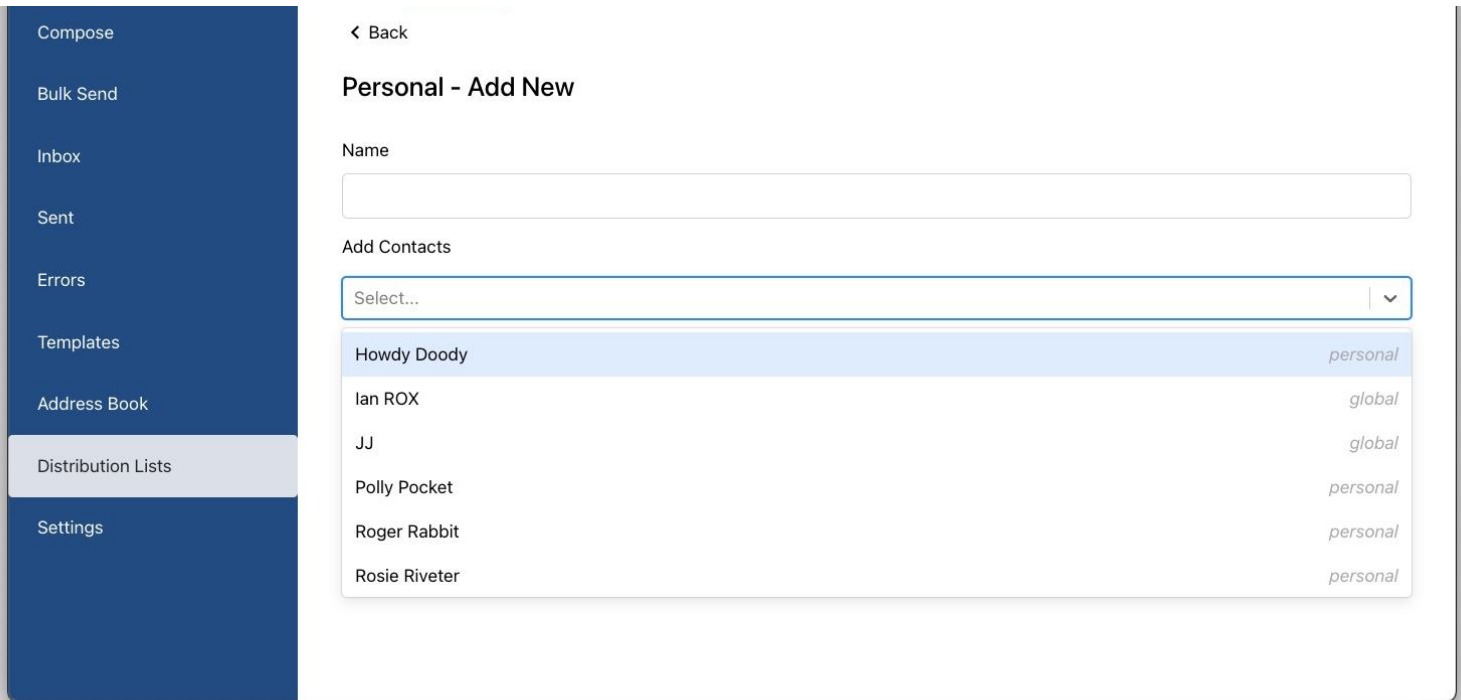 Compose
Bulk Send
Inbox
Sent
Errors
Templates
Address Book
Distribution Lists
Settings
Back
Personal - Add New
Name
Add Contacts
Select...
Howdy Doody personal
Ian ROX global
JJ global
Polly Pocket personal
Roger Rabbit personal
Rosie Riveter personal